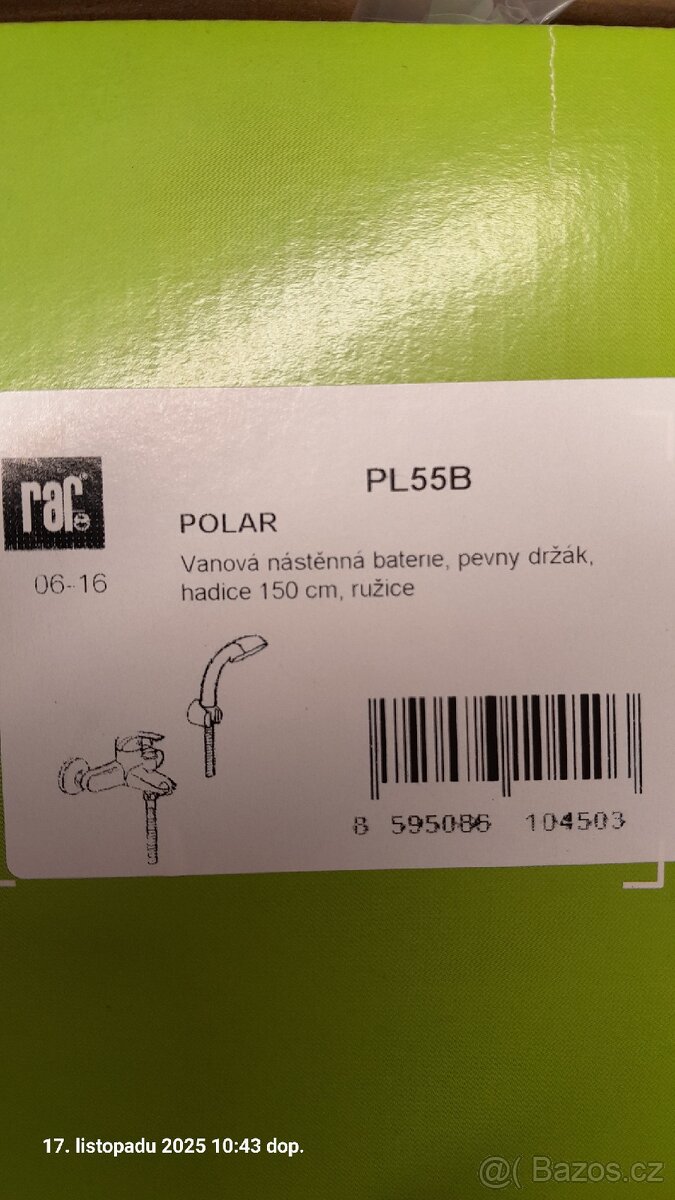 raf
PL55B
POLAR
06-16
Vanová nástěnná baterie, pevny držák,
hadice 150 cm, ružice
8 595086 104503
17. listopadu 2025 10:43 dop.
@( Bazos.cz